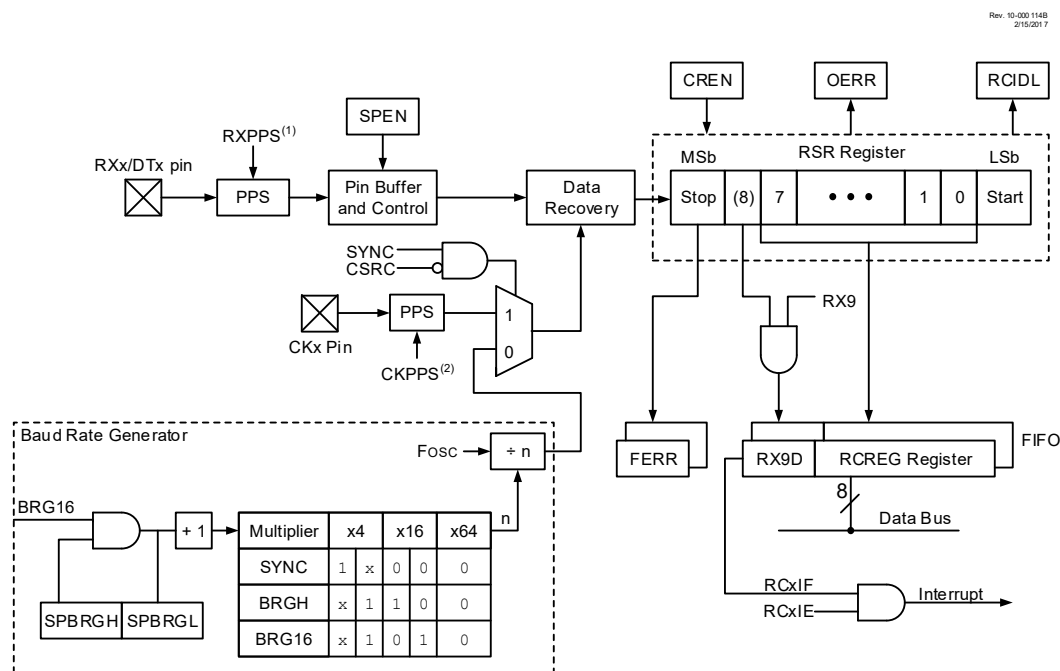 Rev. 10-000 114B
2/15/201 7
CREN
OERR
RCIDL
SPEN
RXPPS(1)
RXx/DTx pin
PPS
Pin Buffer
and Control
Data
Recovery
MSb
RSR Register
LSb
Stop (8) 7 • • • 1 0 Start
SYNC
CSRC
CKx Pin
PPS
CKPPS(2)
1
0
RX9
Baud Rate Generator
FOSC
÷ n
n
FERR
RX9D
RCREG Register
FIFO
8
Data Bus
BRG16
+ 1
SPBRGH SPBRGL
Multiplier x4 x16 x64
SYNC 1 x 0 0 0
BRGH x 1 1 0 0
BRG16 x 1 0 1 0
RCxIF
RCxIE
Interrupt